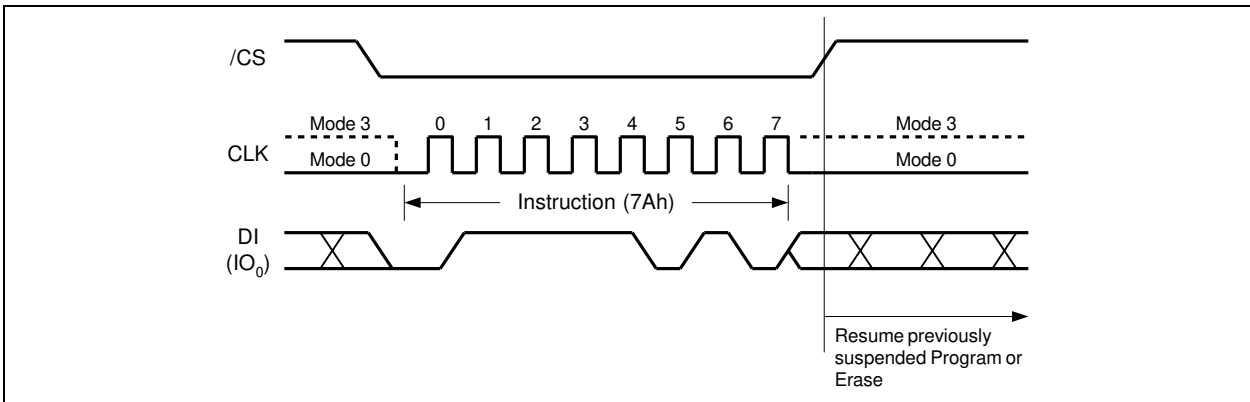 /CS
Mode 3 0 1 2 3 4 5 6 7 Mode 3
CLK
Mode 0 Mode 0
Instruction (7Ah)
DI
(IO0)
Resume previously
suspended Program or
Erase